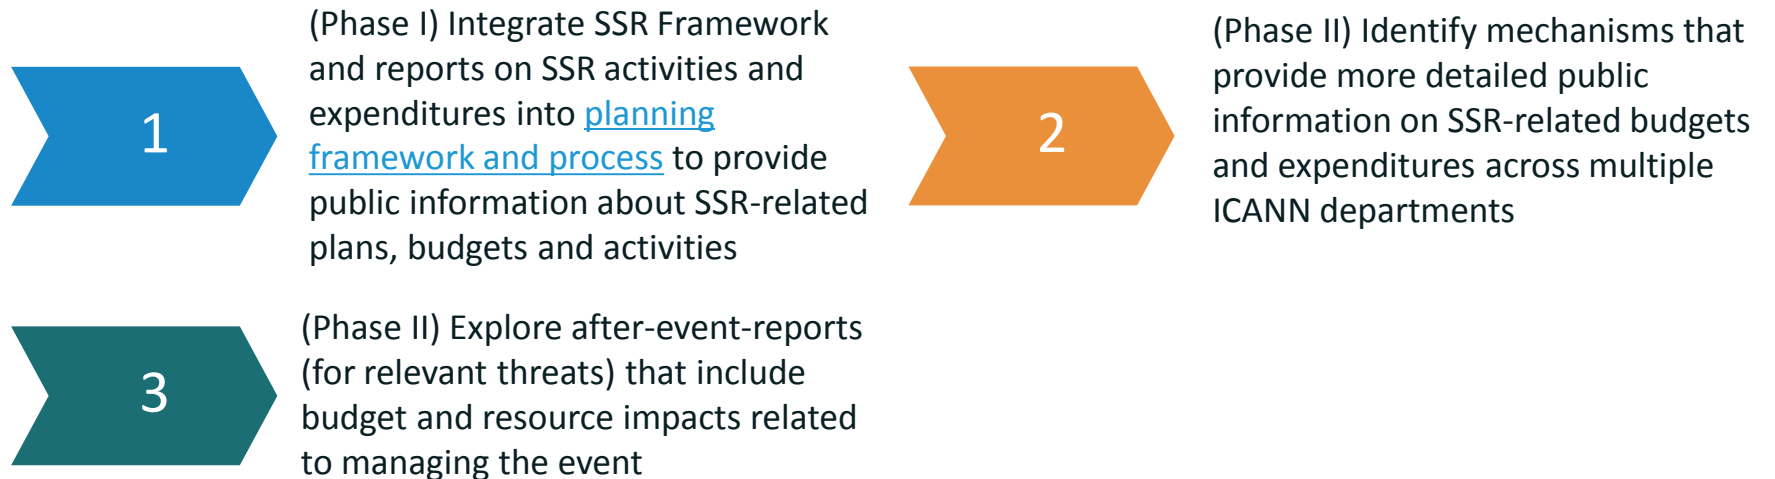 1
(Phase I) Integrate SSR Framework
and reports on SSR activities and
expenditures into planning
framework and process to provide
public information about SSR-related
plans, budgets and activities
2
(Phase II) Identify mechanisms that
provide more detailed public
information on SSR-related budgets
and expenditures across multiple
ICANN departments
3
(Phase II) Explore after-event-reports
(for relevant threats) that include
budget and resource impacts related
to managing the event